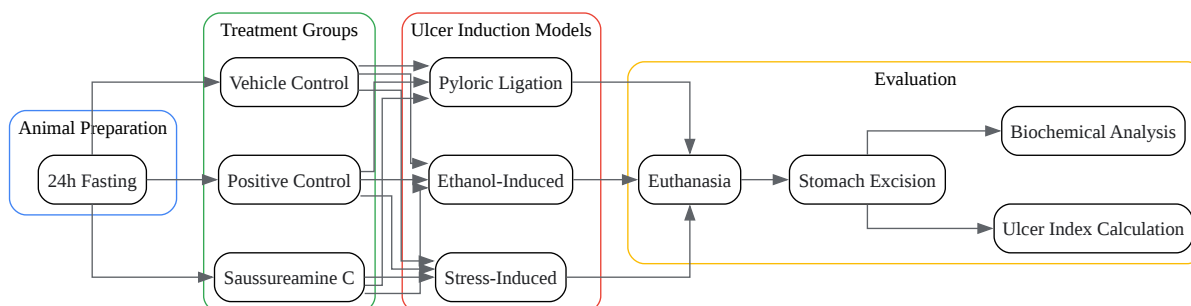 Animal Preparation
24h Fasting
Treatment Groups
Vehicle Control
Positive Control
Saussureamine C
Ulcer Induction Models
Pyloric Ligation
Ethanol-Induced
Stress-Induced
Evaluation
Euthanasia
Stomach Excision
Biochemical Analysis
Ulcer Index Calculation